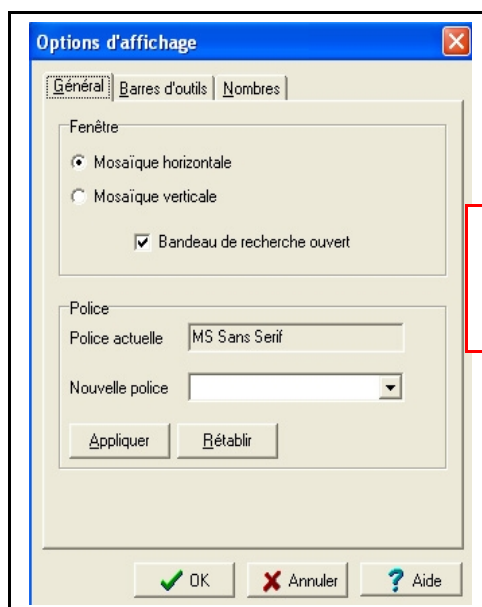 Options d'affichage
Général Barres d'outils Nombres
Fenêtre
Mosaïque horizontale
Mosaïque verticale
Bandeau de recherche ouvert
Police
Police actuelle MS Sans Serif
Nouvelle police
Appliquer Rétablir
OK Annuler ? Aide